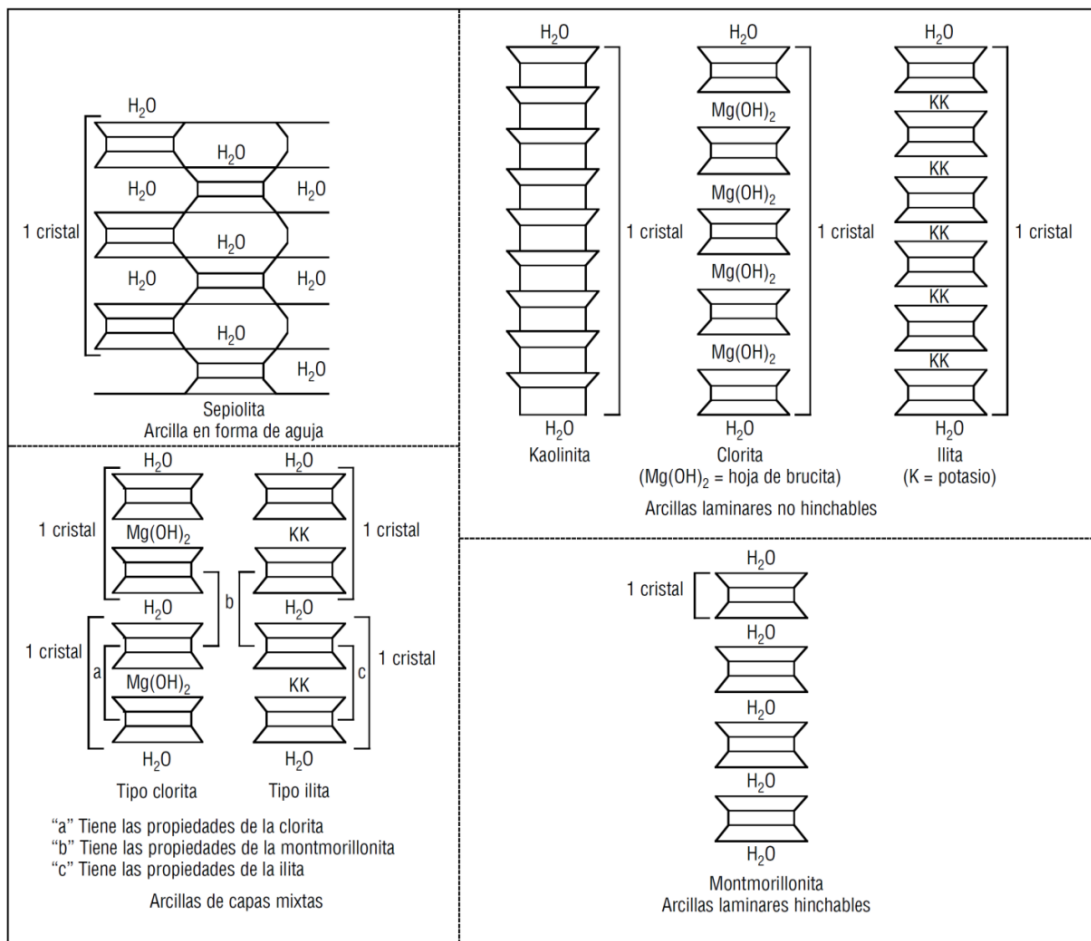 H₂O
H₂O
H₂O
H₂O
1 cristal
H₂O
H₂O
H₂O
H₂O
H₂O
Sepiolita
Arcilla en forma de aguja
H₂O
1 cristal
H₂O
Kaolinita
H₂O
Mg(OH)₂
Mg(OH)₂
1 cristal
Mg(OH)₂
Mg(OH)₂
H₂O
Clorita
(Mg(OH)₂ = hoja de brucita)
H₂O
KK
KK
KK
1 cristal
KK
KK
H₂O
Ilita
(K = potasio)
Arcillas laminares no hinchables
H₂O
1 cristal
Mg(OH)₂
H₂O
1 cristal
a
Mg(OH)₂
H₂O
Tipo clorita
b
H₂O
KK
1 cristal
H₂O
c
1 cristal
KK
H₂O
Tipo ilita
“a” Tiene las propiedades de la clorita
“b” Tiene las propiedades de la montmorillonita
“c” Tiene las propiedades de la ilita
Arcillas de capas mixtas
H₂O
1 cristal
H₂O
H₂O
H₂O
H₂O
Montmorillonita
Arcillas laminares hinchables